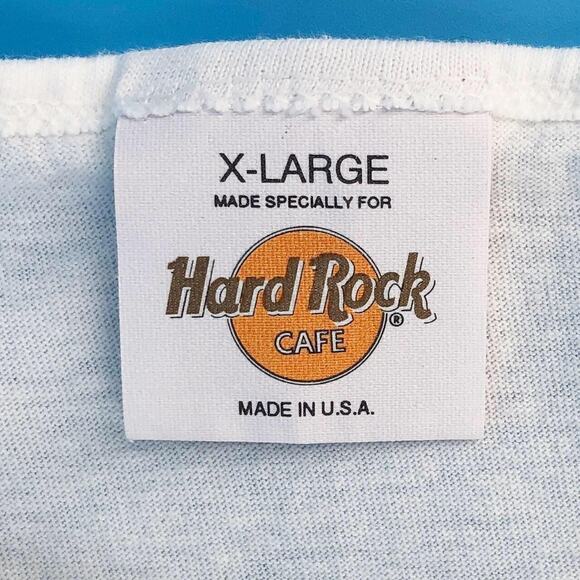 X-LARGE
MADE SPECIALLY FOR
Hard Rock
®
CAFE
MADE IN U.S.A.